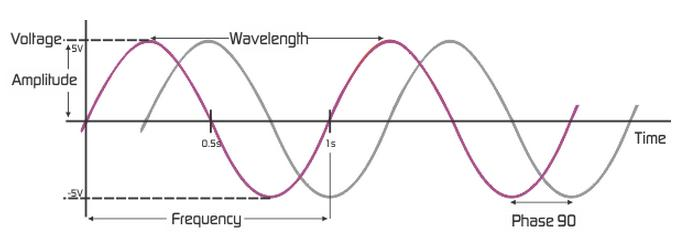 Voltage
5V
Wavelength
Amplitude
0.5s
1s
Time
-5V
Frequency
Phase 90